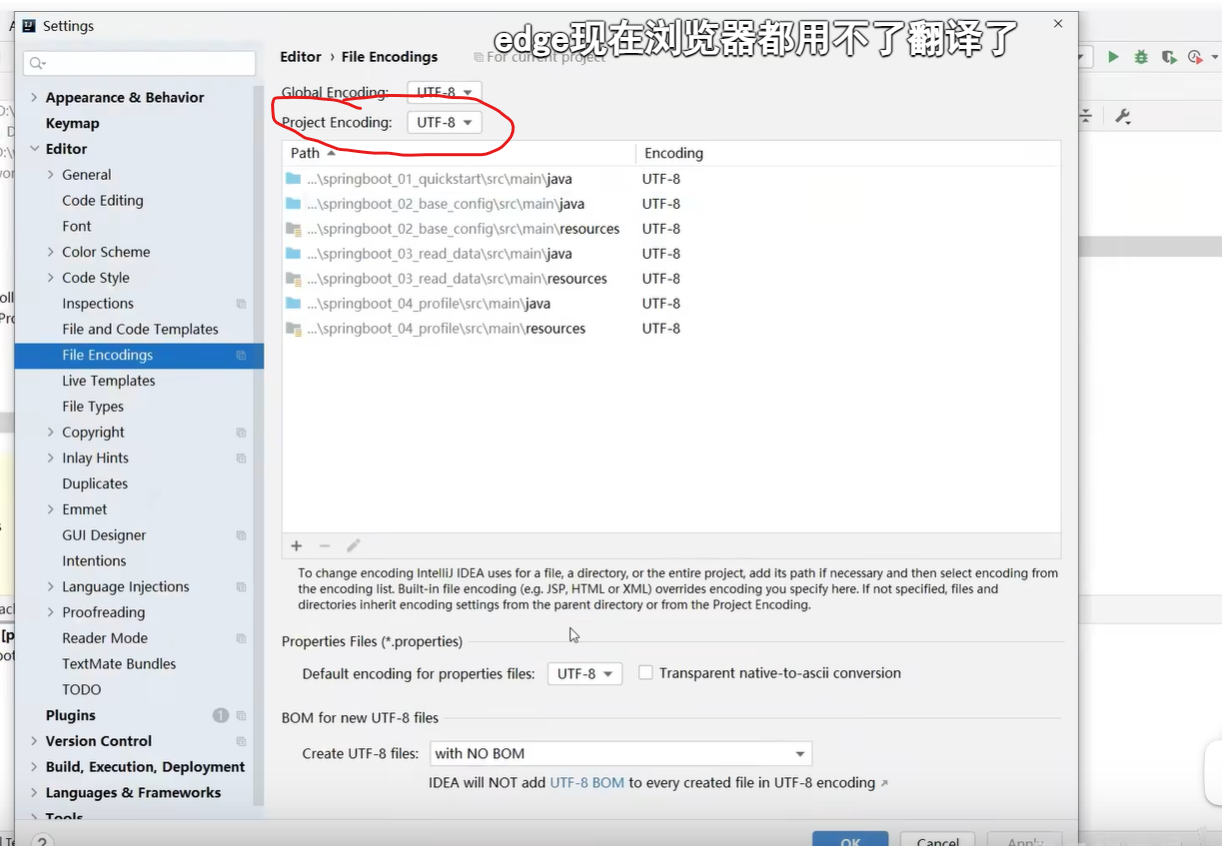 Settings
edge现在浏览器都用不了翻译了
Editor › File Encodings
For current project
Global Encoding: UTF-8
Project Encoding: UTF-8
Path Encoding
...\springboot_01_quickstart\src\main\java UTF-8
...\springboot_02_base_config\src\main\java UTF-8
...\springboot_02_base_config\src\main\resources UTF-8
...\springboot_03_read_data\src\main\java UTF-8
...\springboot_03_read_data\src\main\resources UTF-8
...\springboot_04_profile\src\main\java UTF-8
...\springboot_04_profile\src\main\resources UTF-8
Appearance & Behavior
Keymap
Editor
General
Code Editing
Font
Color Scheme
Code Style
Inspections
File and Code Templates
File Encodings
Live Templates
File Types
Copyright
Inlay Hints
Duplicates
Emmet
GUI Designer
Intentions
Language Injections
Proofreading
Reader Mode
TextMate Bundles
TODO
Plugins 1
Version Control
Build, Execution, Deployment
Languages & Frameworks
Tools
To change encoding IntelliJ IDEA uses for a file, a directory, or the entire project, add its path if necessary and then select encoding from
the encoding list. Built-in file encoding (e.g. JSP, HTML or XML) overrides encoding you specify here. If not specified, files and
directories inherit encoding settings from the parent directory or from the Project Encoding.
Properties Files (*.properties)
Default encoding for properties files: UTF-8 Transparent native-to-ascii conversion
BOM for new UTF-8 files
Create UTF-8 files: with NO BOM
IDEA will NOT add UTF-8 BOM to every created file in UTF-8 encoding
? OK Cancel Apply